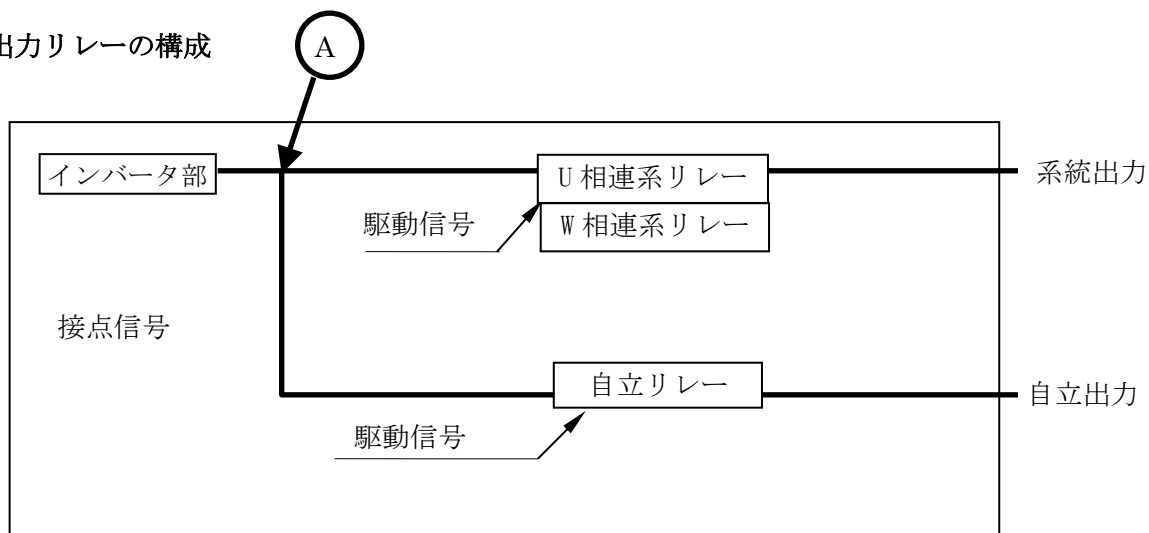 出力リレーの構成
A
インバータ部
U 相連系リレー
系統出力
駆動信号
W 相連系リレー
接点信号
自立リレー
自立出力
駆動信号